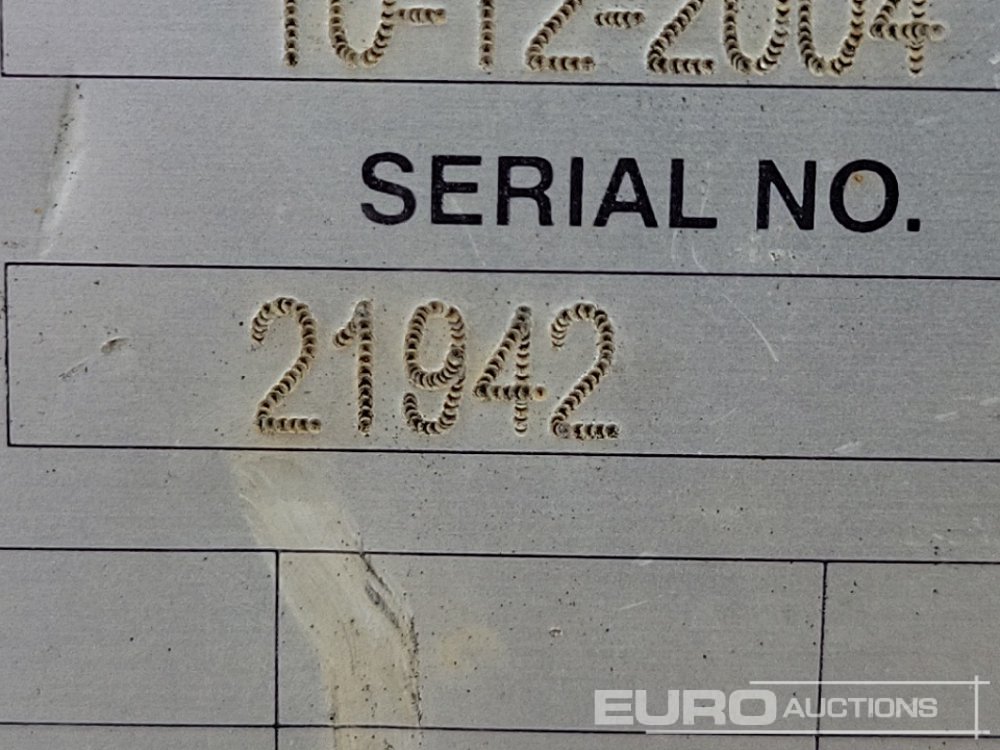 10-12-2004
SERIAL NO.
21942
EURO AUCTIONS